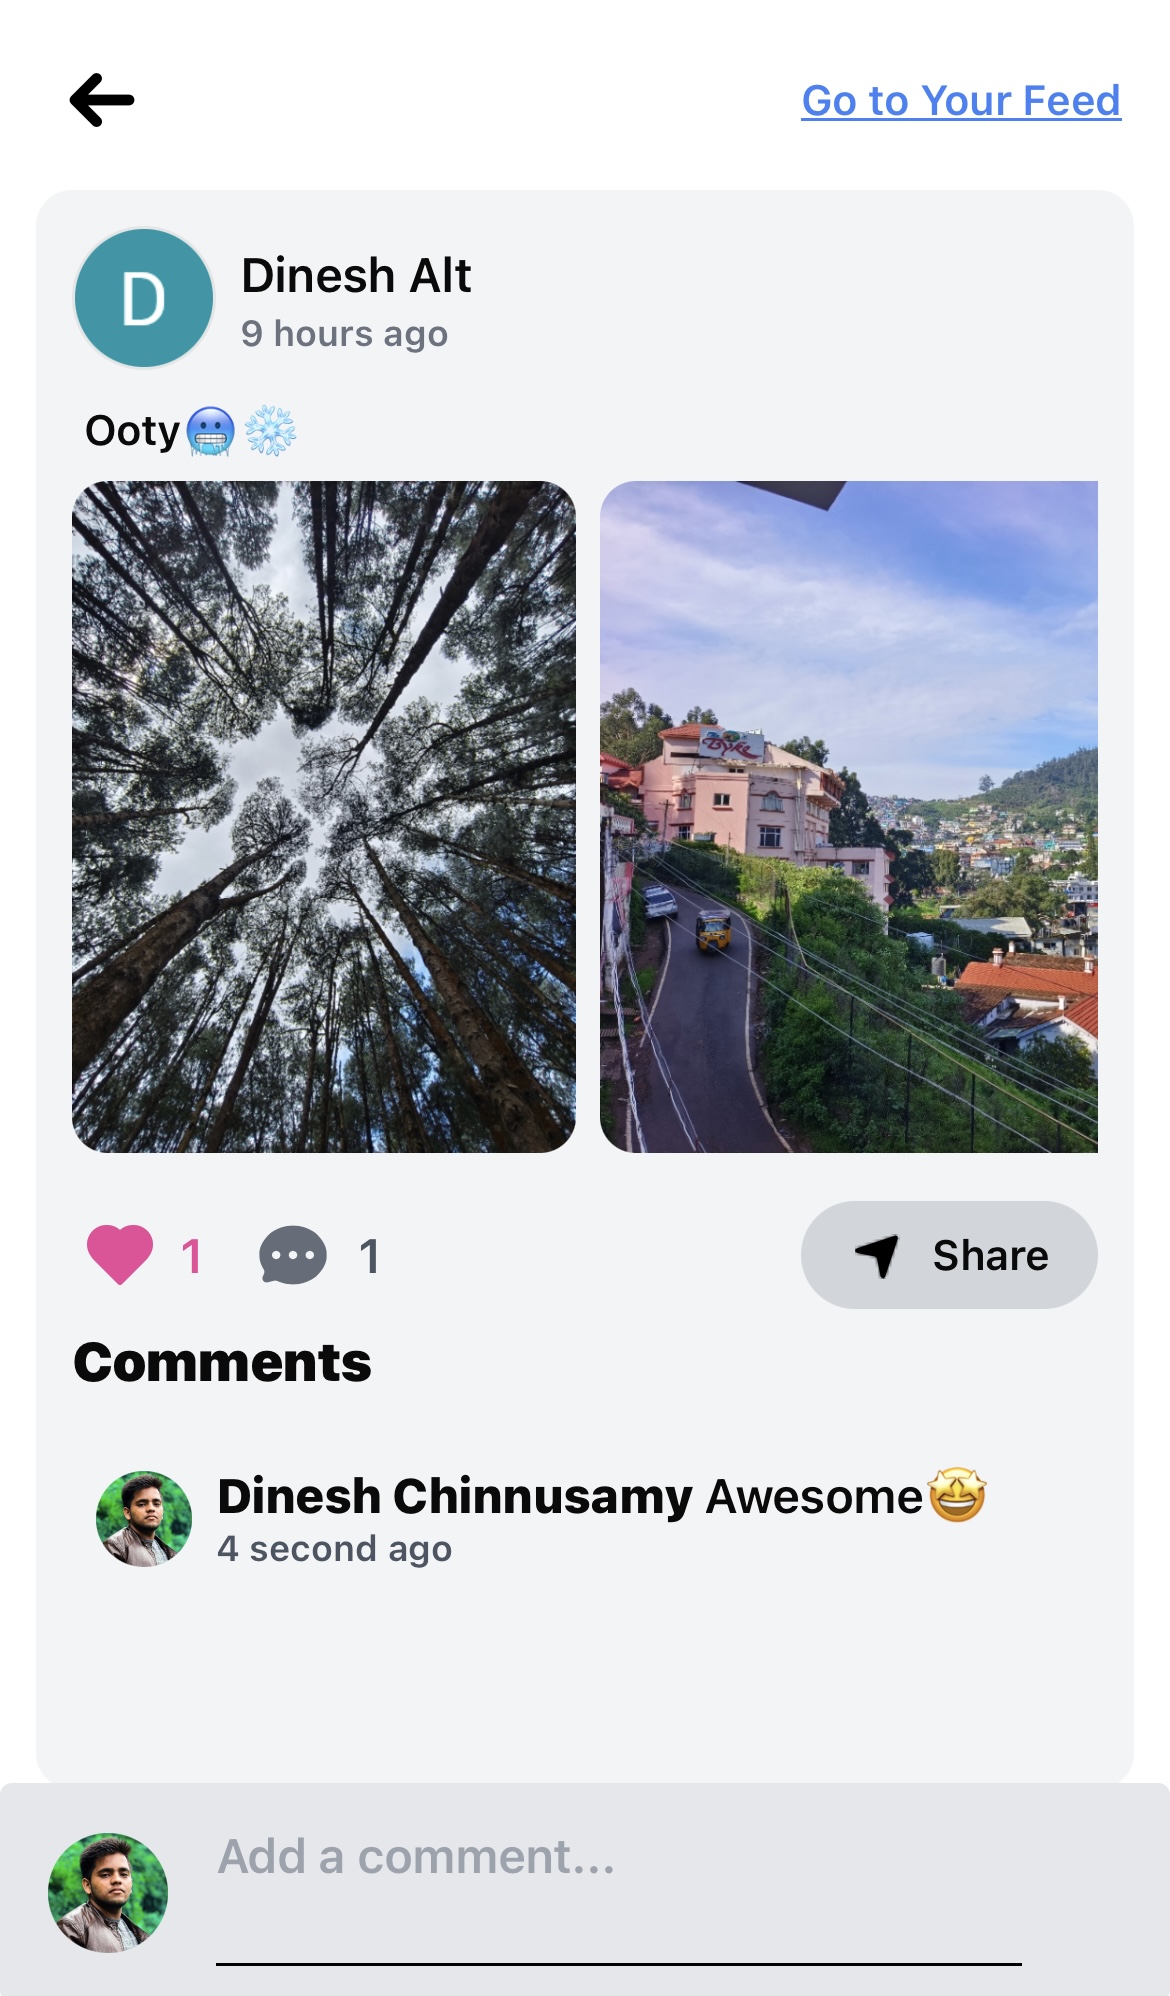 Go to Your Feed
D
Dinesh Alt
9 hours ago
Ooty🥶❄️
Byke
1
1
Share
Comments
Dinesh Chinnusamy Awesome🤩
4 second ago
Add a comment...